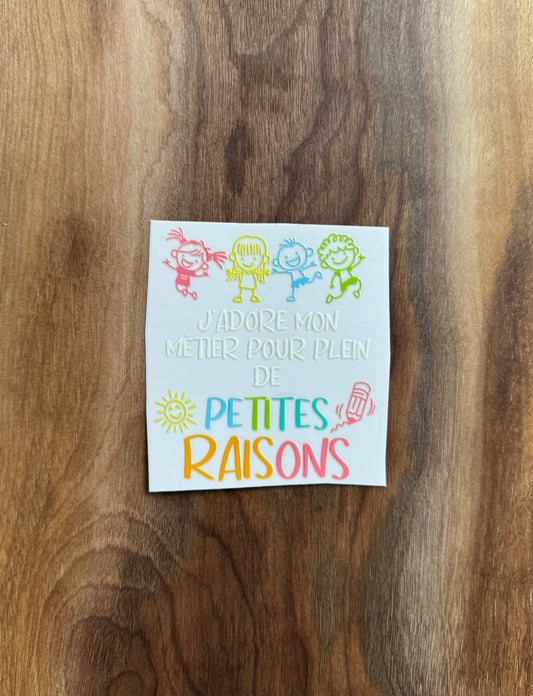 J'ADORE MON
MÉTIER POUR PLEIN
DE
PETITES
RAISONS